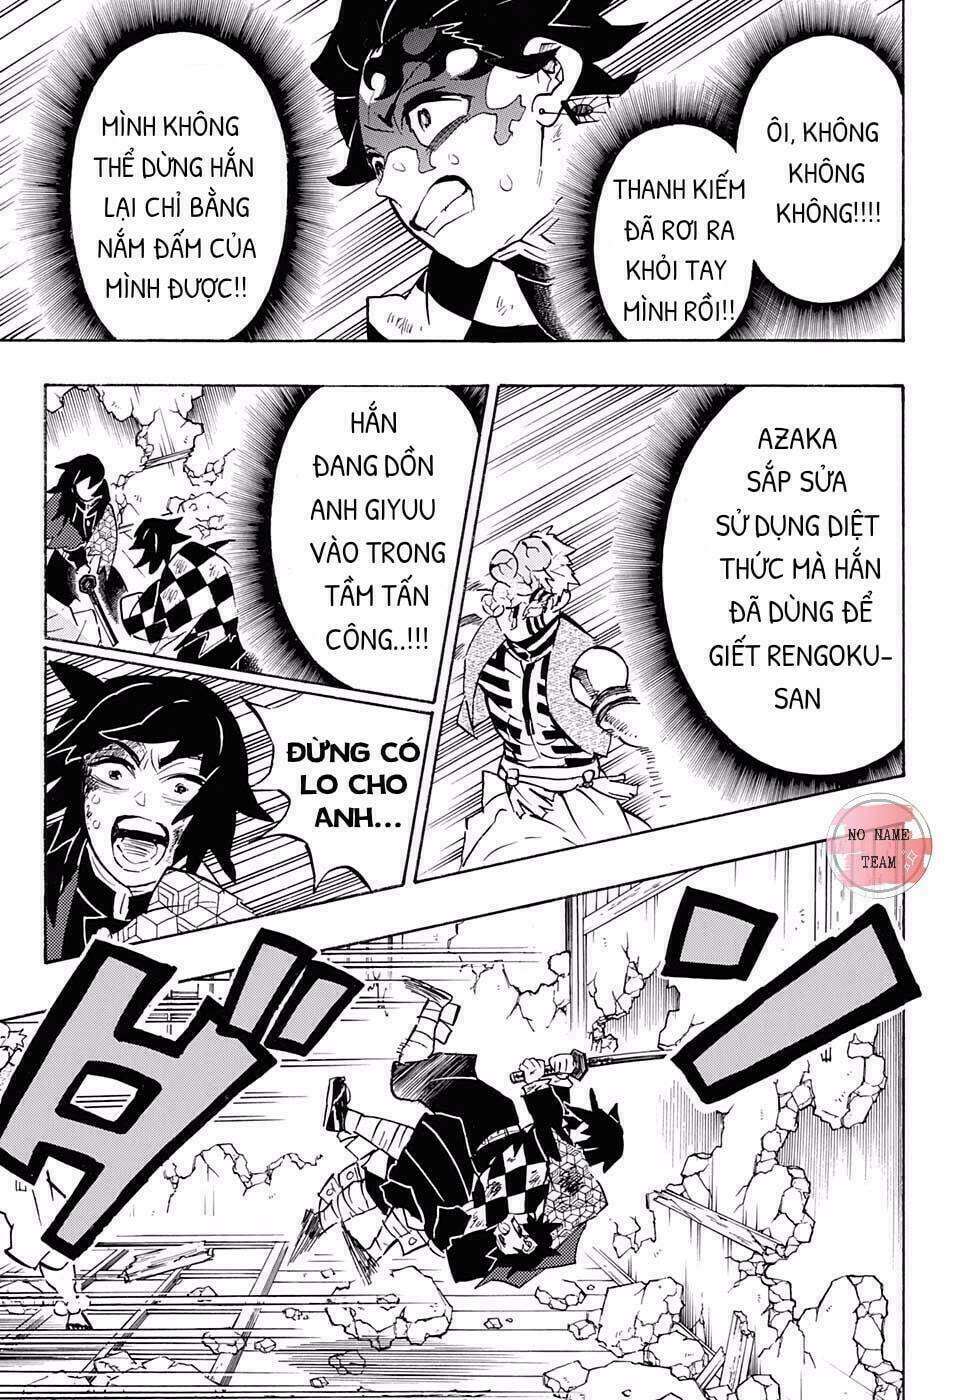 ÔI, KHÔNG
KHÔNG
KHÔNG!!!!
THANH KIẾM
ĐÃ RƠI RA
KHỎI TAY
MÌNH RỒI!!
MÌNH KHÔNG
THỂ DỪNG HẮN
LẠI CHỈ BẰNG
NẮM ĐẤM CỦA
MÌNH ĐƯỢC!!
AZAKA
SẮP SỬA
SỬ DỤNG DIỆT
THỨC MÀ HẮN
ĐÃ DÙNG ĐỂ
GIẾT RENGOKU-
SAN
HẮN
ĐANG DỒN
ANH GIYUU
VÀO TRONG
TẦM TẤN
CÔNG..!!!
ĐỪNG CÓ
LO CHO
ANH...
NO NAME
TEAM
ダン